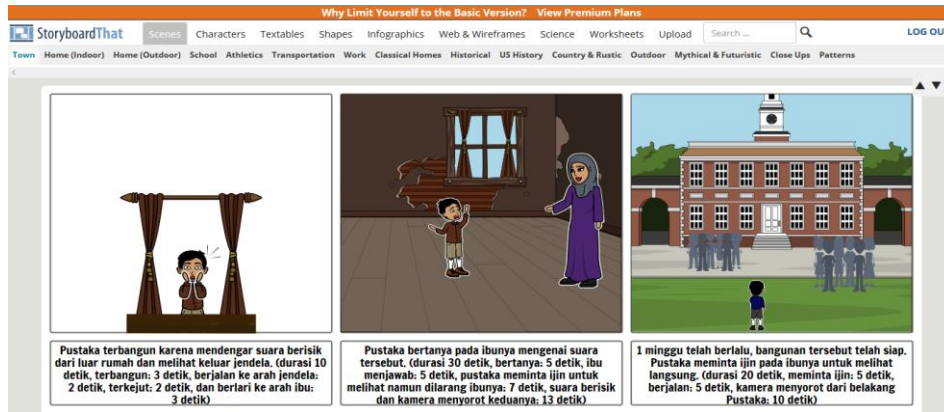 Why Limit Yourself to the Basic Version? View Premium Plans
StoryboardThat Scenes Characters Textables Shapes Infographics Web & Wireframes Science Worksheets Upload Search ... LOG OU
Town Home (Indoor) Home (Outdoor) School Athletics Transportation Work Classical Homes Historical US History Country & Rustic Outdoor Mythical & Futuristic Close Ups Patterns
Pustaka terbangun karena mendengar suara berisik
dari luar rumah dan melihat keluar jendela. (durasi 10
detik, terbangun: 3 detik, berjalan ke arah jendela:
2 detik, terkejut: 2 detik, dan berlari ke arah ibu:
3 detik)
Pustaka bertanya pada ibunya mengenai suara
tersebut. (durasi 30 detik, bertanya: 5 detik, ibu
menjawab: 5 detik, pustaka meminta ijin untuk
melihat namun dilarang ibunya: 7 detik, suara berisik
dan kamera menyorot keduanya: 13 detik)
1 minggu telah berlalu, bangunan tersebut telah siap.
Pustaka meminta ijin pada ibunya untuk melihat
langsung. (durasi 20 detik, meminta ijin: 5 detik,
berjalan: 5 detik, kamera menyorot dari belakang
Pustaka: 10 detik)